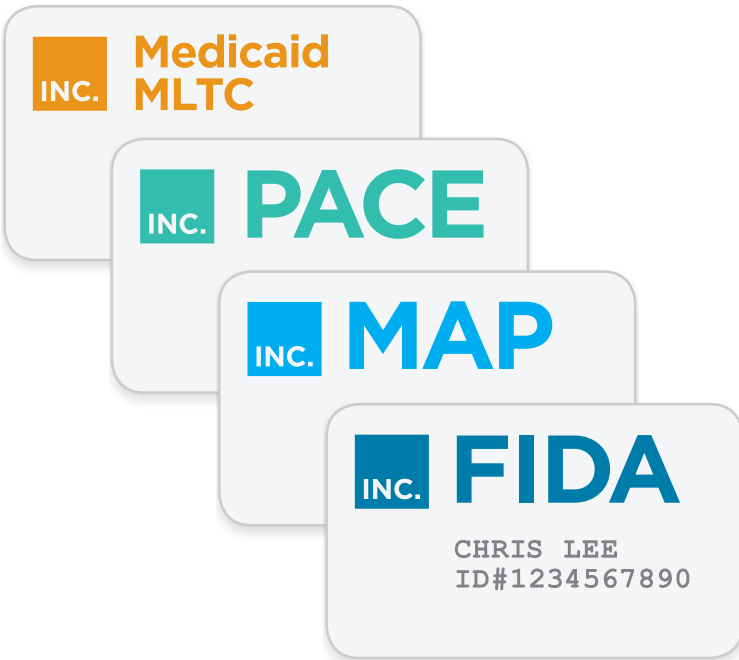 INC. Medicaid
MLTC
INC. PACE
INC. MAP
INC. FIDA
CHRIS LEE
ID#1234567890